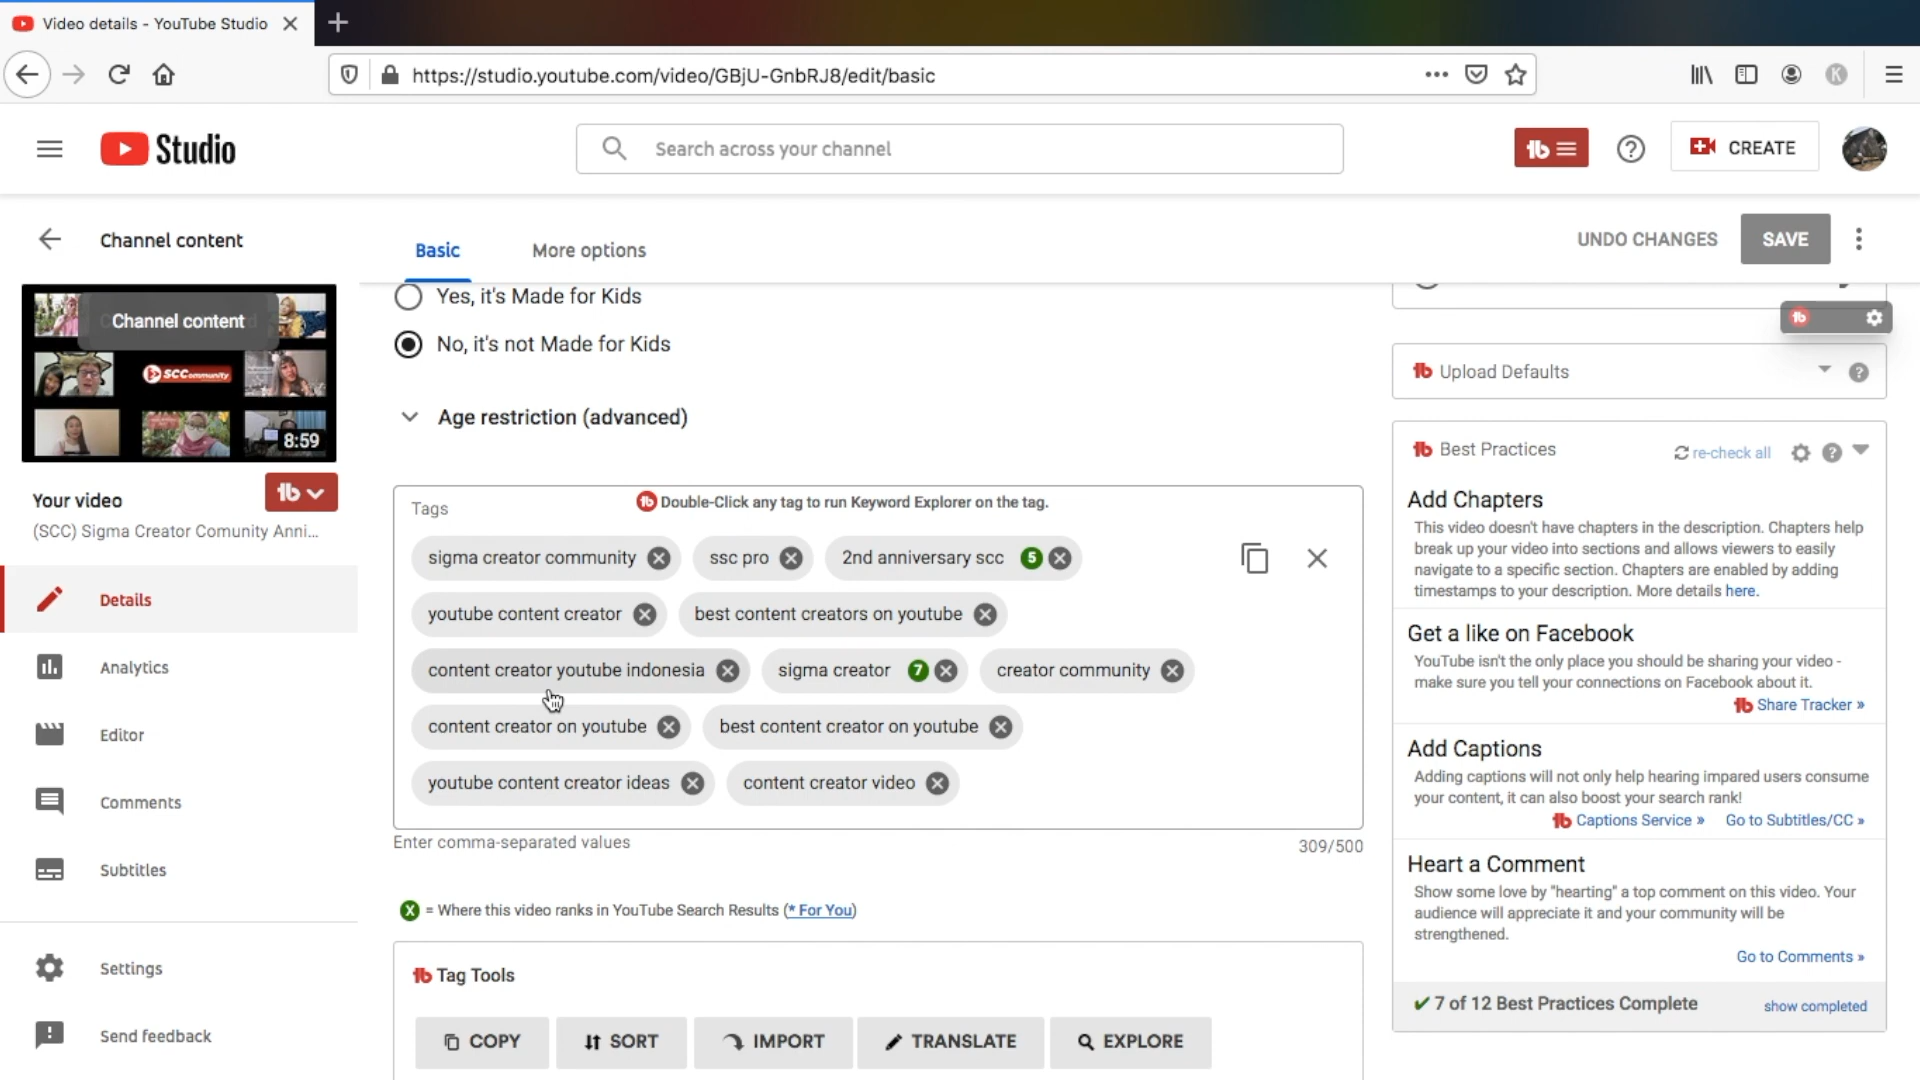 Video details - YouTube Studio
https://studio.youtube.com/video/GBjU-GnbRJ8/edit/basic
K
Studio
Search across your channel
CREATE
Channel content
Basic
More options
UNDO CHANGES
SAVE
Channel content
SCCommunity
8:59
Your video
(SCC) Sigma Creator Comunity Anni...
Details
Analytics
Editor
Comments
Subtitles
Settings
Send feedback
Yes, it's Made for Kids
No, it's not Made for Kids
Age restriction (advanced)
Tags
Double-Click any tag to run Keyword Explorer on the tag.
sigma creator community
ssc pro
2nd anniversary scc 5
youtube content creator
best content creators on youtube
content creator youtube indonesia
sigma creator 7
creator community
content creator on youtube
best content creator on youtube
youtube content creator ideas
content creator video
Enter comma-separated values
309/500
X = Where this video ranks in YouTube Search Results (* For You)
Tag Tools
COPY
SORT
IMPORT
TRANSLATE
EXPLORE
Upload Defaults
Best Practices
re-check all
Add Chapters
This video doesn't have chapters in the description. Chapters help
break up your video into sections and allows viewers to easily
navigate to a specific section. Chapters are enabled by adding
timestamps to your description. More details here.
Get a like on Facebook
YouTube isn't the only place you should be sharing your video -
make sure you tell your connections on Facebook about it.
Share Tracker »
Add Captions
Adding captions will not only help hearing impared users consume
your content, it can also boost your search rank!
Captions Service » Go to Subtitles/CC »
Heart a Comment
Show some love by "hearting" a top comment on this video. Your
audience will appreciate it and your community will be
strengthened.
Go to Comments »
7 of 12 Best Practices Complete
show completed